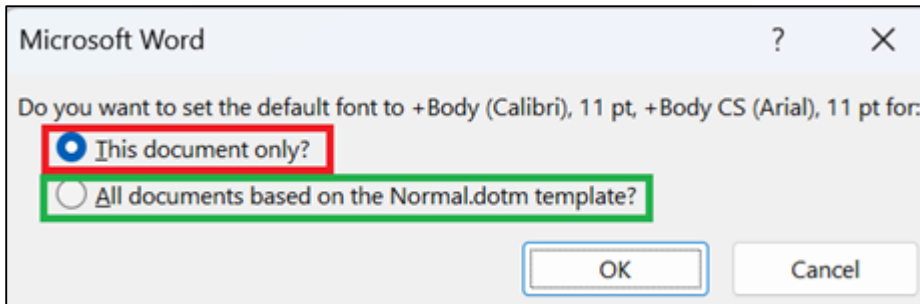 Microsoft Word ?
Do you want to set the default font to +Body (Calibri), 11 pt, +Body CS (Arial), 11 pt for:
This document only?
All documents based on the Normal.dotm template?
OK Cancel